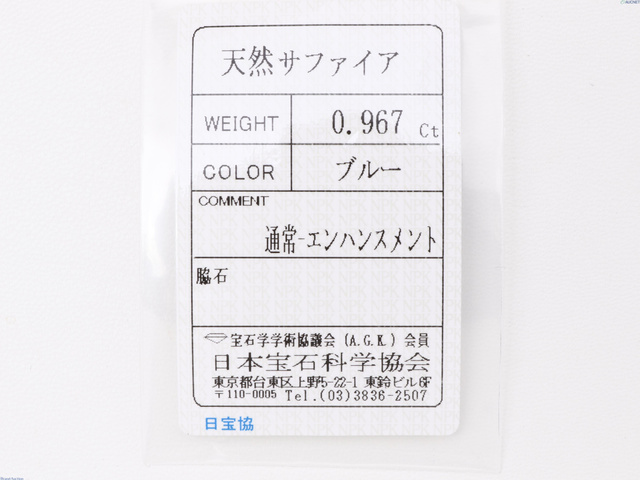 天然サファイア
WEIGHT 0.967 Ct
COLOR ブルー
COMMENT
通常-エンハンスメント
脇石
宝石学学術協議会 (A.G.K.) 会員
日本宝石科学協会
東京都台東区上野5-22-1 東鈴ビル6F
〒110-0005 Tel.(03)3836-2507
日宝協